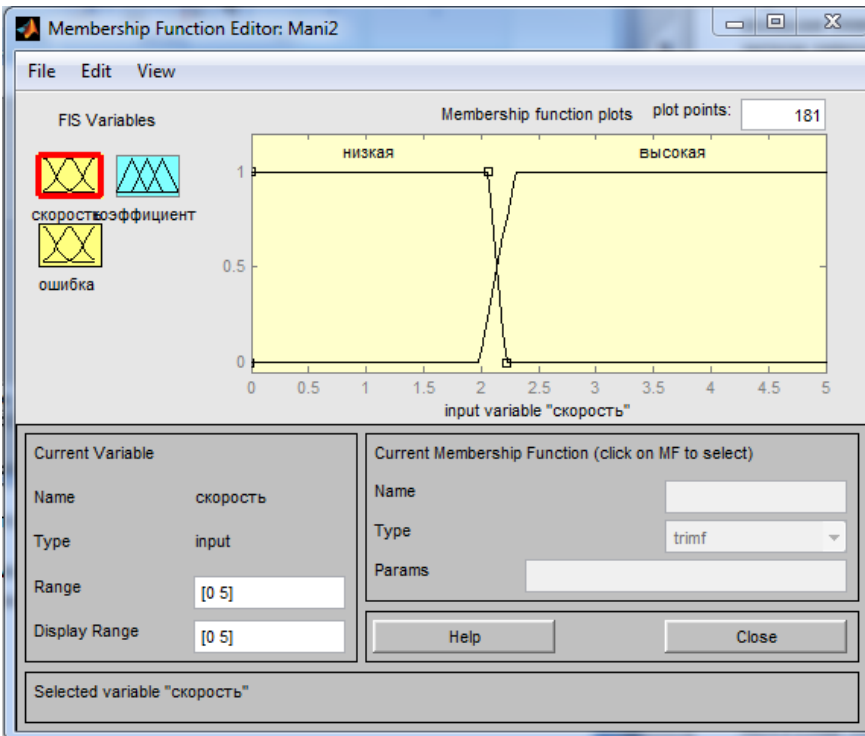 Membership Function Editor: Mani2
File Edit View
FIS Variables
Membership function plots plot points: 181
низкая высокая
скорость коэффициент
ошибка
1
0.5
0
0 0.5 1 1.5 2 2.5 3 3.5 4 4.5 5
input variable "скорость"
Current Variable
Name скорость
Type input
Range [0 5]
Display Range [0 5]
Current Membership Function (click on MF to select)
Name
Type trimf
Params
Help Close
Selected variable "скорость"